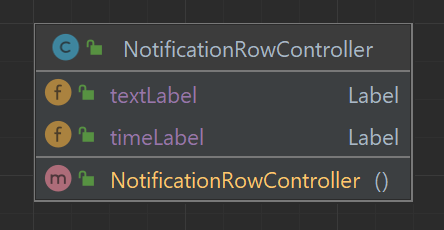 C NotificationRowController
f textLabel Label
f timeLabel Label
m NotificationRowController ()